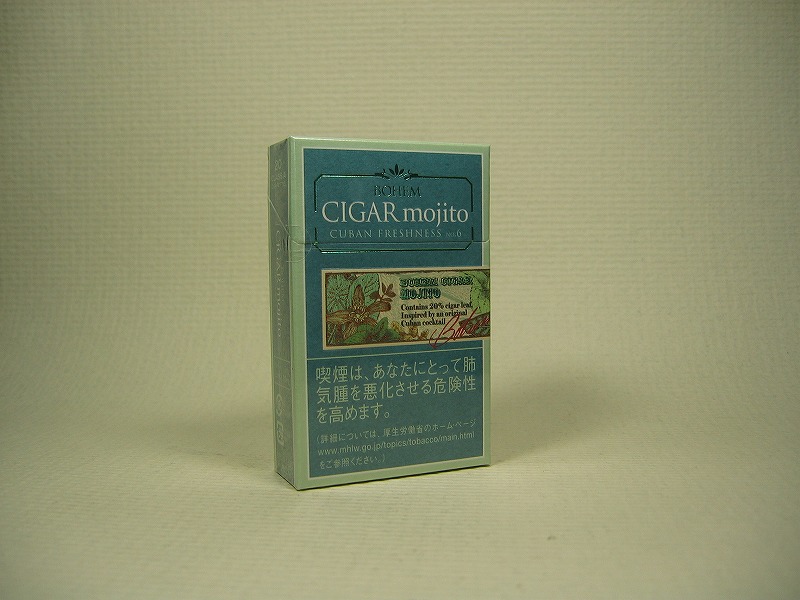 BOHEM
CIGAR mojito
CUBAN FRESHNESS No.6
BOHEM CIGAR
MOJITO
Contains 20% cigar leaf.
Inspired by an original
Cuban cocktail
喫煙は、あなたにとって肺
気腫を悪化させる危険性
を高めます。
(詳細については、厚生労働省のホーム・ページ
www.mhlw.go.jp/topics/tobacco/main.html
をご参照ください。)